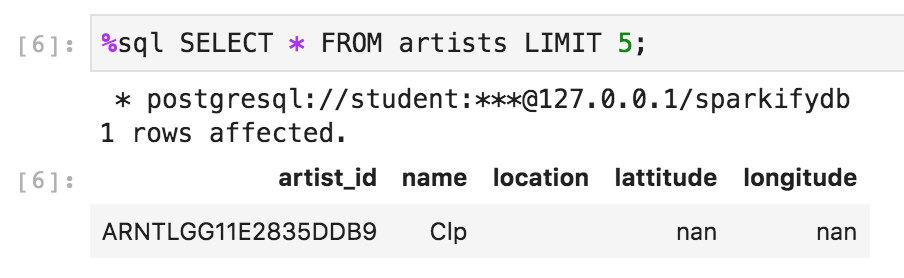 [6]: %sql SELECT * FROM artists LIMIT 5;
* postgresql://student:***@127.0.0.1/sparkifydb
1 rows affected.
[6]: artist_id name location lattitude longitude
ARNTLGG11E2835DDB9 Clp nan nan